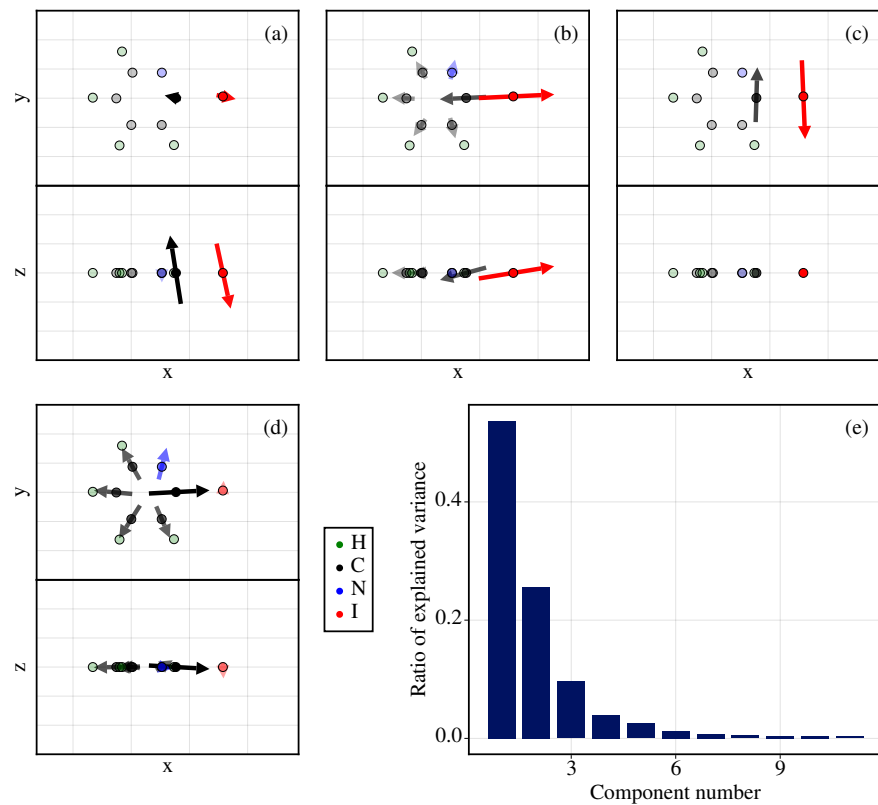 (a)
(b)
(c)
y
z
x
x
x
(d)
(e)
y
z
x
H
C
N
I
Ratio of explained variance
0.4
0.2
0.0
3
6
9
Component number